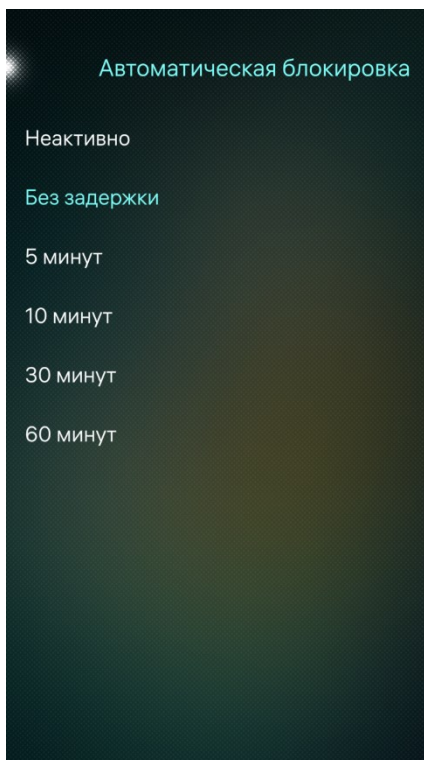 Автоматическая блокировка
Неактивно
Без задержки
5 минут
10 минут
30 минут
60 минут